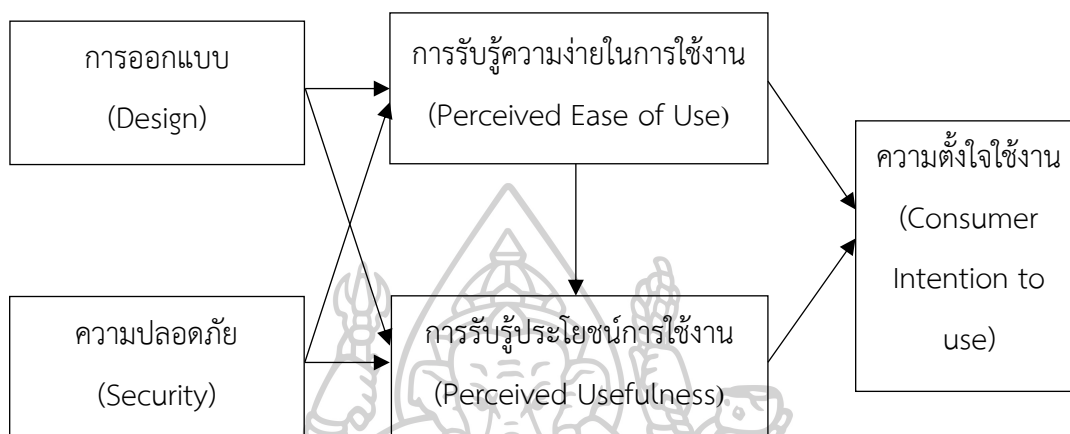 การออกแบบ
(Design)
การรับรู้ความง่ายในการใช้งาน
(Perceived Ease of Use)
ความตั้งใจใช้งาน
(Consumer
Intention to
use)
ความปลอดภัย
(Security)
การรับรู้ประโยชน์การใช้งาน
(Perceived Usefulness)